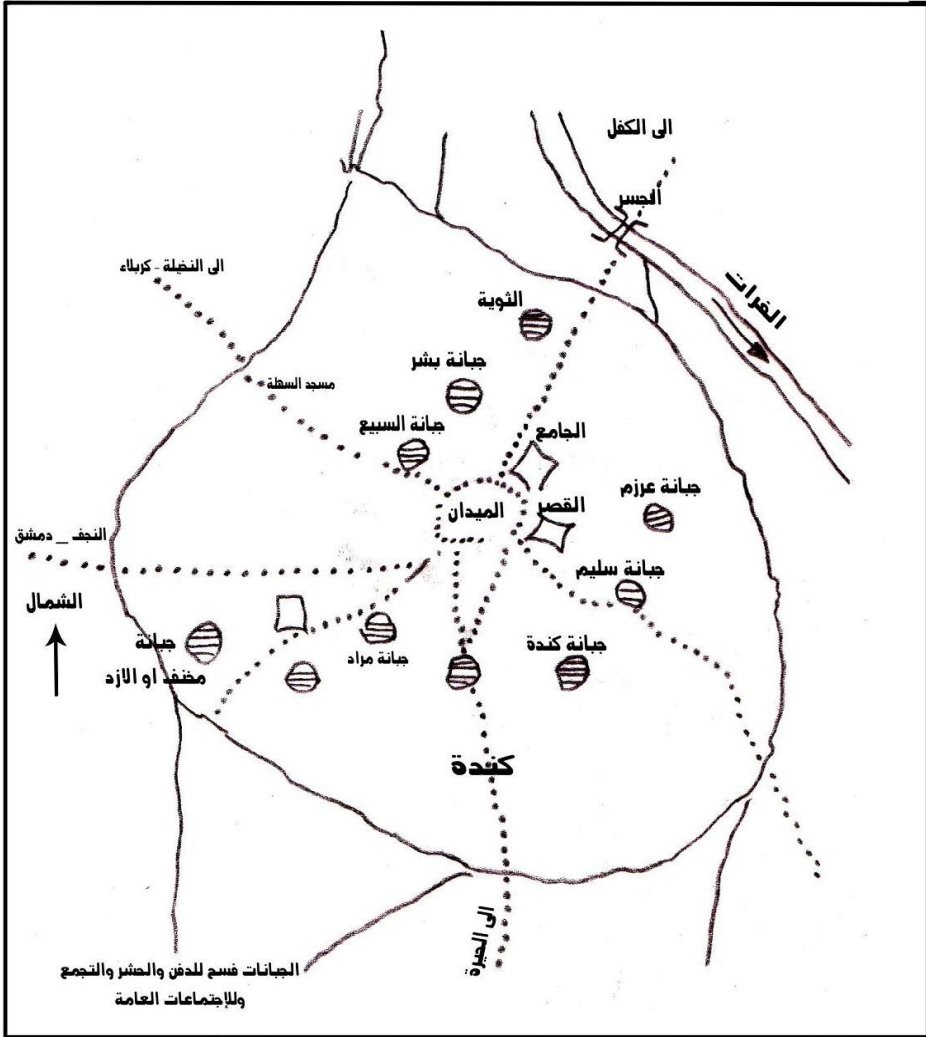 الى الكفل
الجسر
الفرات
الى النخيلة - كربلاء
الثوية
جبانة بشر
مسجد السهلة
جبانة السبيع
الجامع
جبانة عرزم
القصر
الميدان
النجف _ دمشق
جبانة سليم
الشمال
جبانة
مخنف او الازد
جبانة مراد
جبانة كندة
كندة
الى الحيرة
الجبانات فسح للدفن والحشر والتجمع
وللإجتماعات العامة